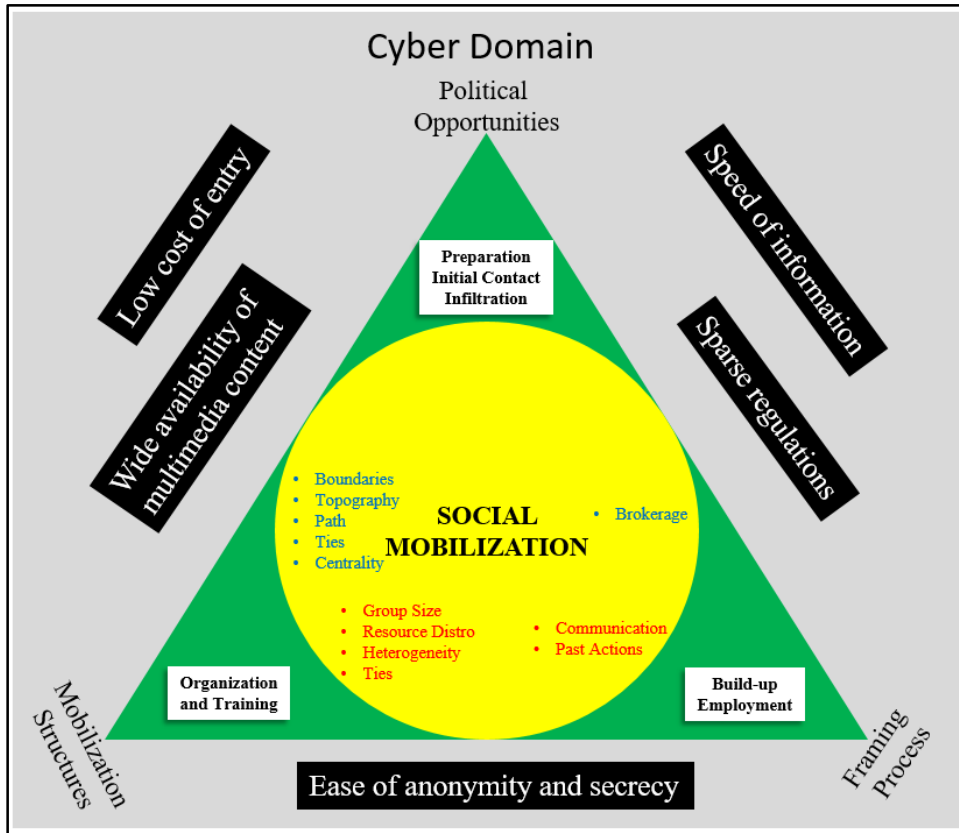 Cyber Domain
Political
Opportunities
Low cost of entry
Wide availability of
multimedia content
Speed of information
Sparse regulations
Preparation
Initial Contact
Infiltration
• Boundaries
• Topography
• Path
• Ties
• Centrality
SOCIAL
MOBILIZATION
• Brokerage
• Group Size
• Resource Distro
• Heterogeneity
• Ties
• Communication
• Past Actions
Organization
and Training
Build-up
Employment
Mobilization
Structures
Framing
Process
Ease of anonymity and secrecy